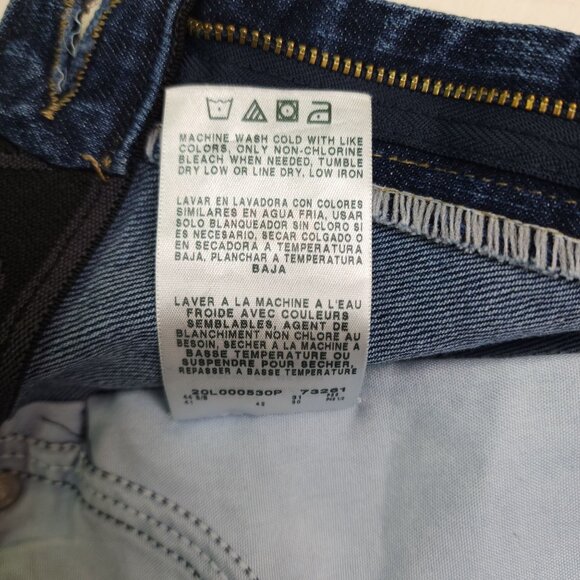 MACHINE WASH COLD WITH LIKE
COLORS, ONLY NON-CHLORINE
BLEACH WHEN NEEDED, TUMBLE
DRY LOW OR LINE DRY. LOW IRON
LAVAR EN LAVADORA CON COLORES
SIMILARES EN AGUA FRIA, USAR
SOLO BLANQUEADOR SIN CLORO SI
ES NECESARIO, SECAR COLGADO O
EN SECADORA A TEMPERATURA
BAJA, PLANCHAR A TEMPERATURA
BAJA
LAVER A LA MACHINE A L'EAU
FROIDE AVEC COULEURS
SEMBLABLES, AGENT DE
BLANCHIMENT NON CHLORE AU
BESOIN, SECHER A LA MACHINE A
BASSE TEMPERATURE OU
SUSPENDRE POUR SECHER,
REPASSER A BASSE TEMPERATURE
20L000530P 73261